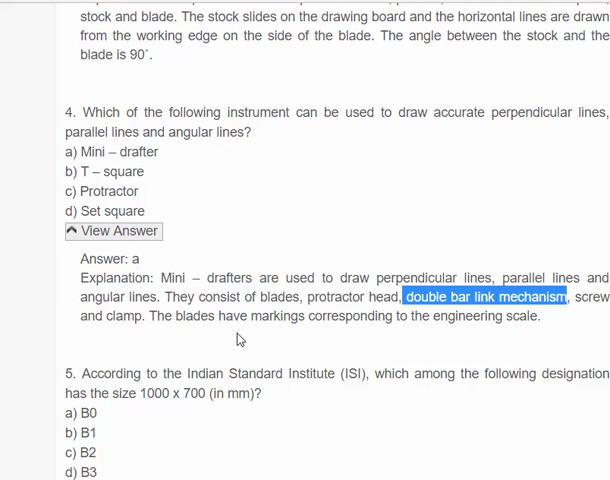 stock and blade. The stock slides on the drawing board and the horizontal lines are drawn
from the working edge on the side of the blade. The angle between the stock and the
blade is 90˚.
4. Which of the following instrument can be used to draw accurate perpendicular lines,
parallel lines and angular lines?
a) Mini – drafter
b) T – square
c) Protractor
d) Set square
View Answer
Answer: a
Explanation: Mini – drafters are used to draw perpendicular lines, parallel lines and
angular lines. They consist of blades, protractor head, double bar link mechanism, screw
and clamp. The blades have markings corresponding to the engineering scale.
5. According to the Indian Standard Institute (ISI), which among the following designation
has the size 1000 x 700 (in mm)?
a) B0
b) B1
c) B2
d) B3